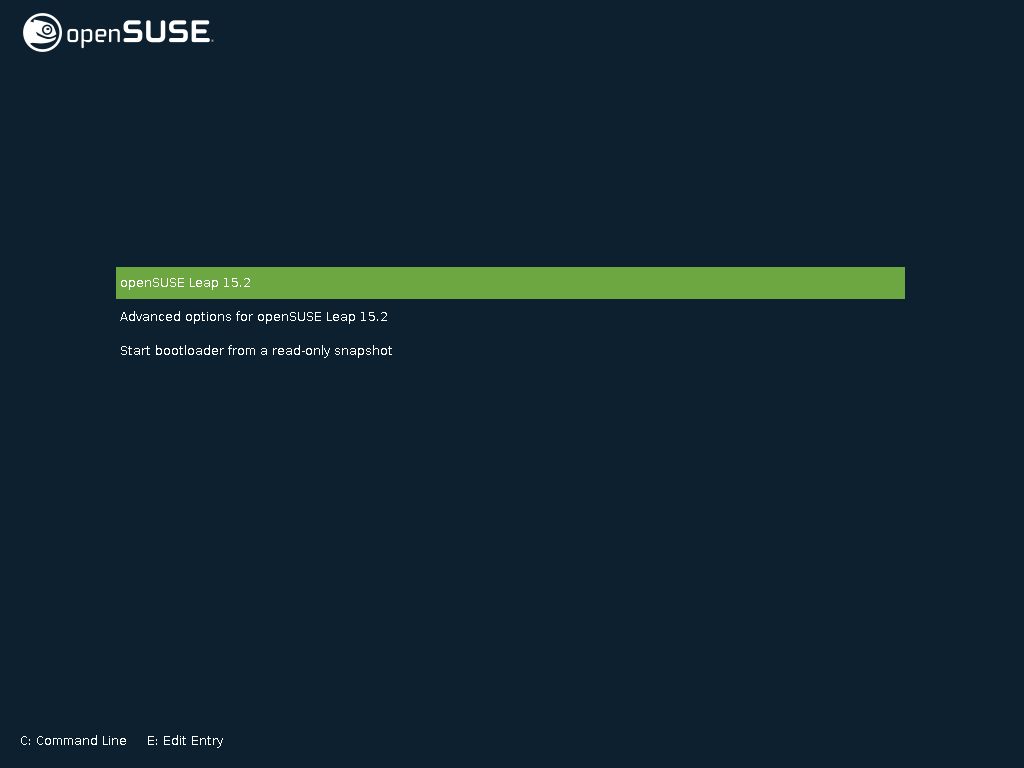 openSUSE.
openSUSE Leap 15.2
Advanced options for openSUSE Leap 15.2
Start bootloader from a read-only snapshot
C: Command Line E: Edit Entry